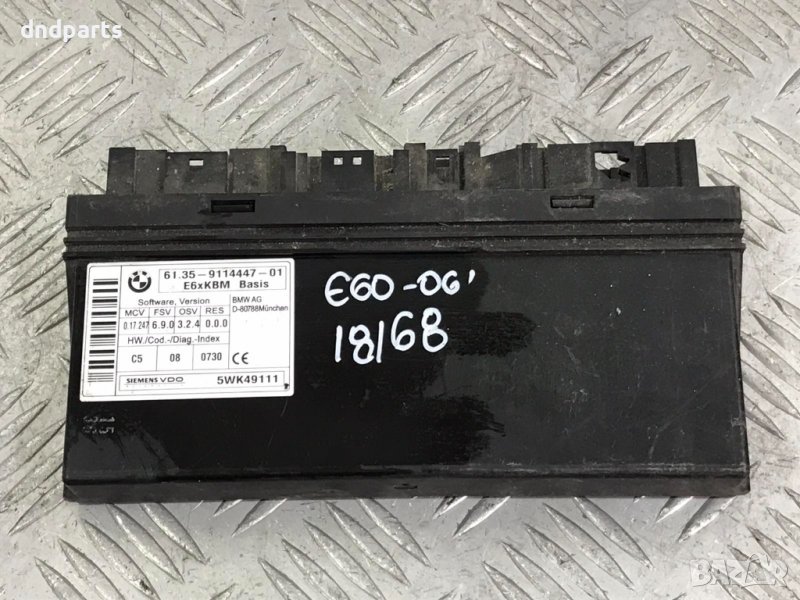 dndparts
BMW
61.35-9114447-01
E6xKBM Basis
Software, Version
MCV FSV OSV RES
0.17.247 6.9.0 3.2.4 0.0.0
HW./Cod.-/Diag.-Index
C5 08 0730
BMW AG
D-80788München
CE
SIEMENS VDO 5WK49111
E60-06'
18168
BAZAR